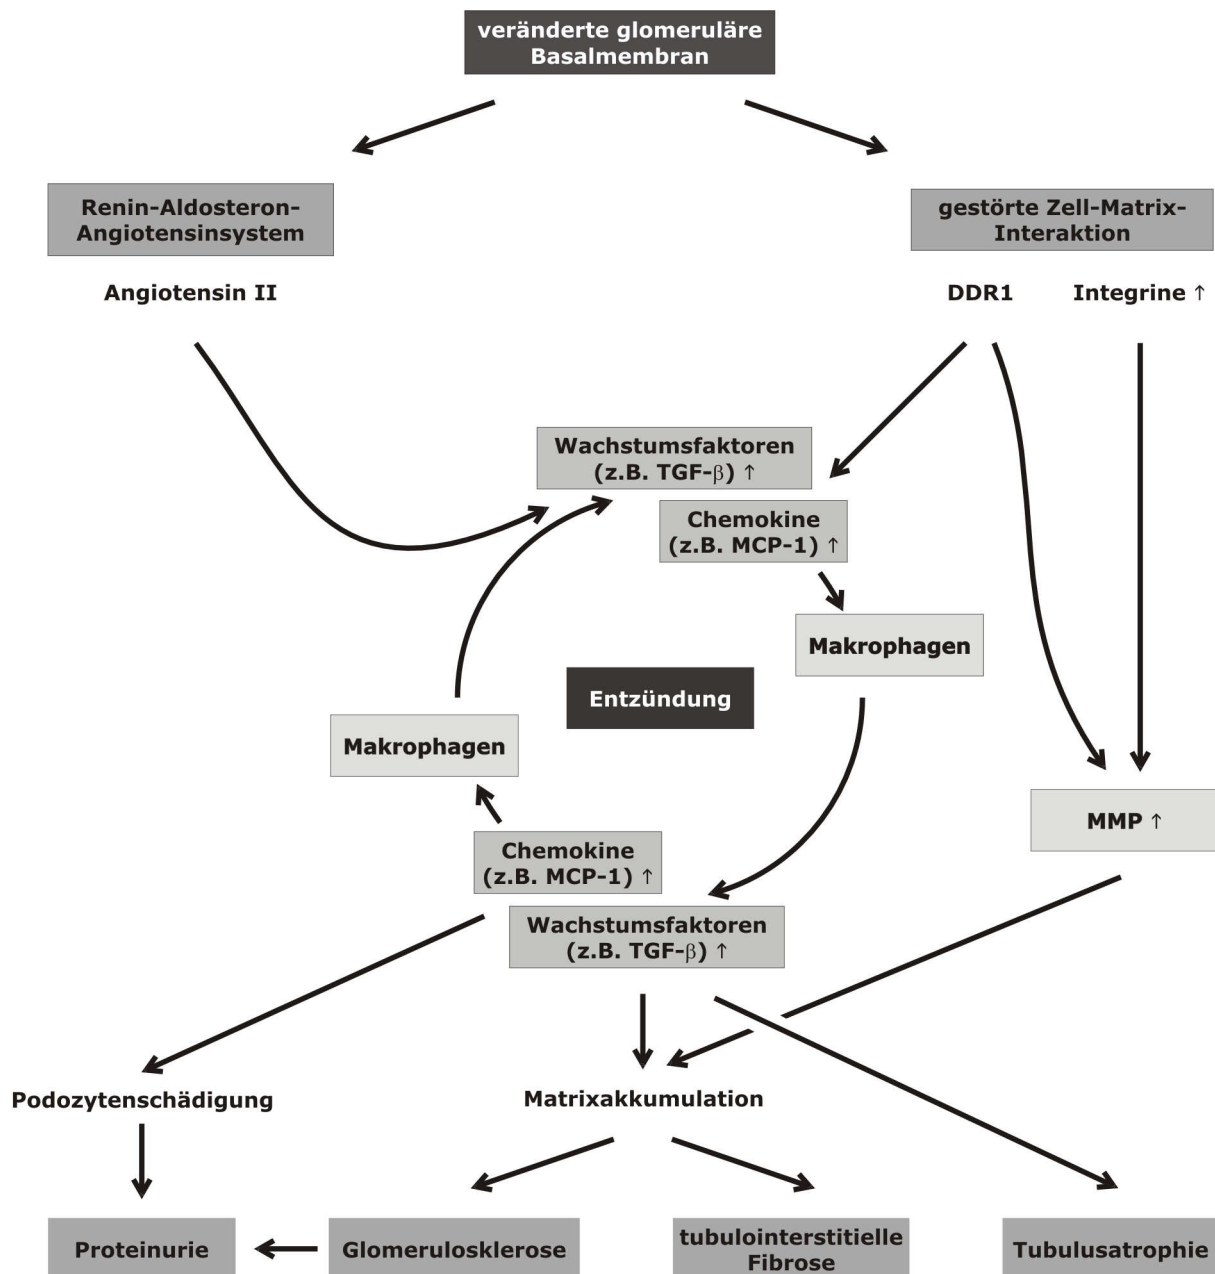 veränderte glomeruläre
Basalmembran
Renin-Aldosteron-
Angiotensinsystem
gestörte Zell-Matrix-
Interaktion
Angiotensin II
DDR1
Integrine ↑
Wachstumsfaktoren
(z.B. TGF-β) ↑
Chemokine
(z.B. MCP-1) ↑
Makrophagen
Entzündung
Makrophagen
MMP ↑
Chemokine
(z.B. MCP-1) ↑
Wachstumsfaktoren
(z.B. TGF-β) ↑
Podozytenschädigung
Matrixakkumulation
Proteinurie
Glomerulosklerose
tubulointerstitielle
Fibrose
Tubulusatrophie